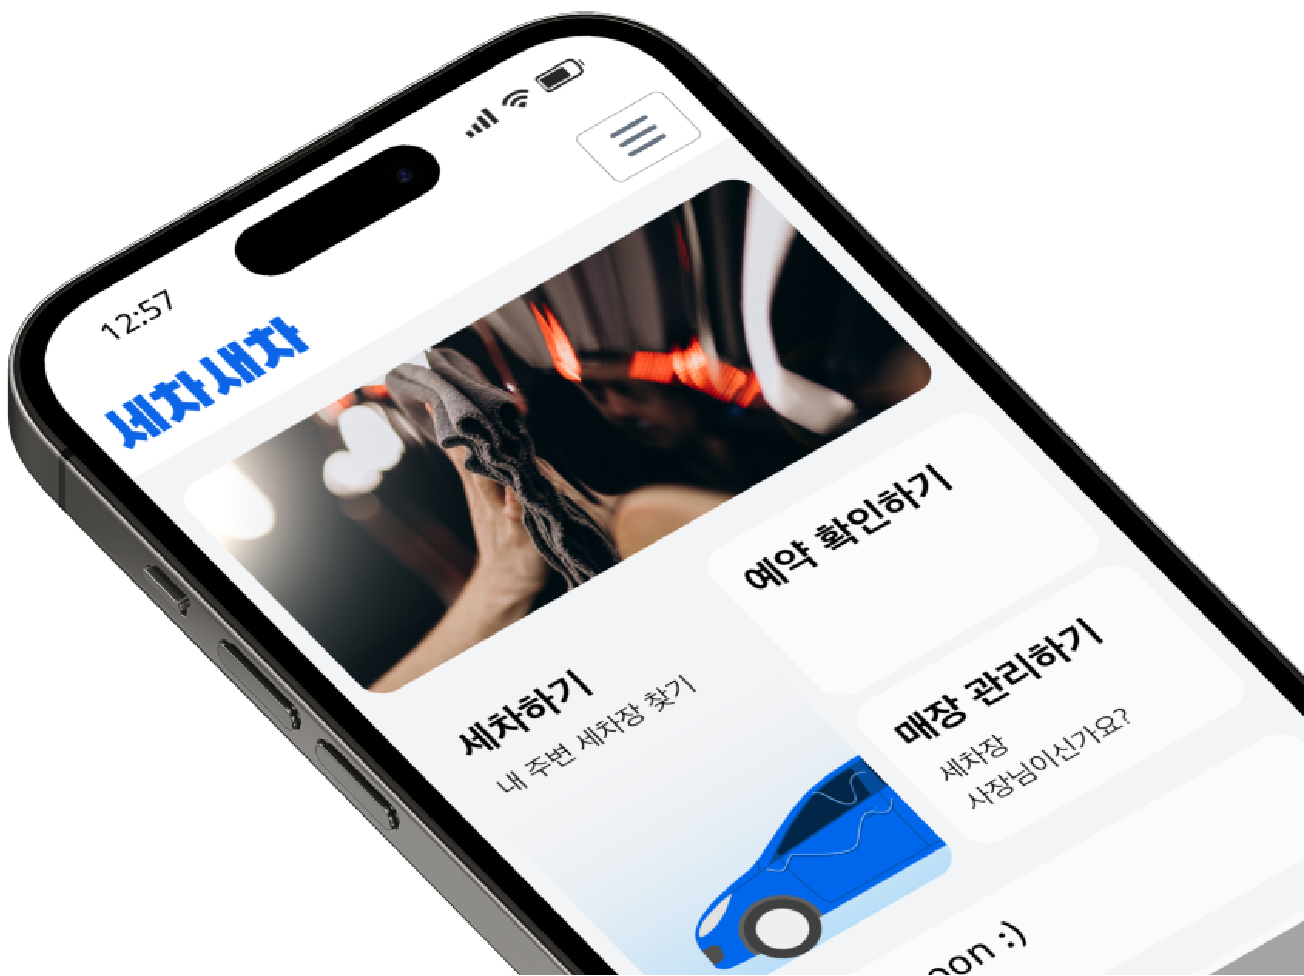 12:57
세차새차
세차하기
내 주변 세차장 찾기
예약 확인하기
매장 관리하기
세차장
사장님이신가요?
oon :)